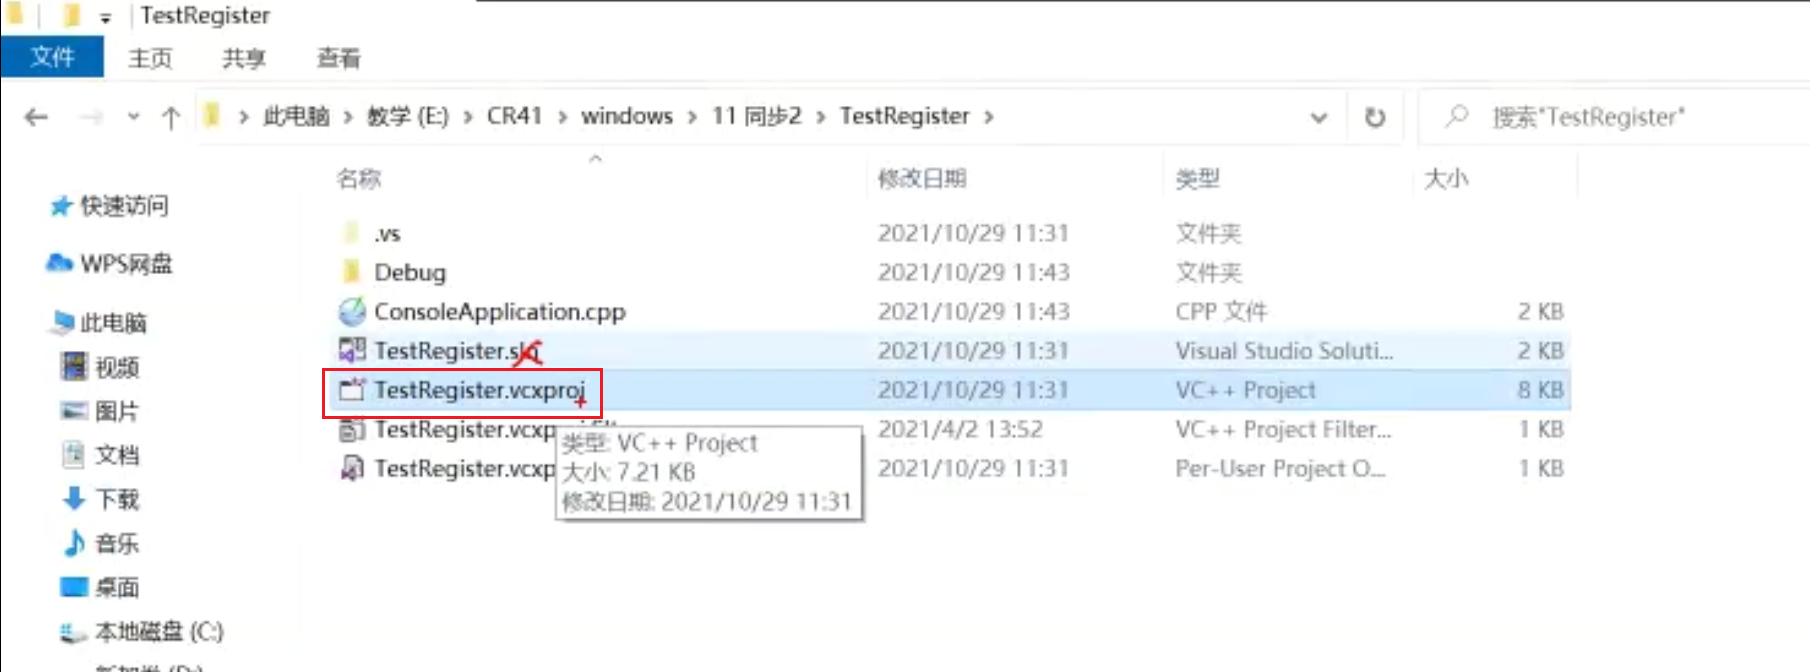 TestRegister
文件 主页 共享 查看
此电脑 > 教学 (E:) > CR41 > windows > 11 同步2 > TestRegister >
搜索"TestRegister"
名称 修改日期 类型 大小
快速访问
WPS网盘
此电脑
视频
图片
文档
下载
音乐
桌面
本地磁盘 (C:)
.vs 2021/10/29 11:31 文件夹
Debug 2021/10/29 11:43 文件夹
ConsoleApplication.cpp 2021/10/29 11:43 CPP 文件 2 KB
TestRegister.sln 2021/10/29 11:31 Visual Studio Soluti... 2 KB
TestRegister.vcxproj 2021/10/29 11:31 VC++ Project 8 KB
TestRegister.vcxp 2021/4/2 13:52 VC++ Project Filter... 1 KB
TestRegister.vcxp 2021/10/29 11:31 Per-User Project O... 1 KB
类型: VC++ Project
大小: 7.21 KB
修改日期: 2021/10/29 11:31